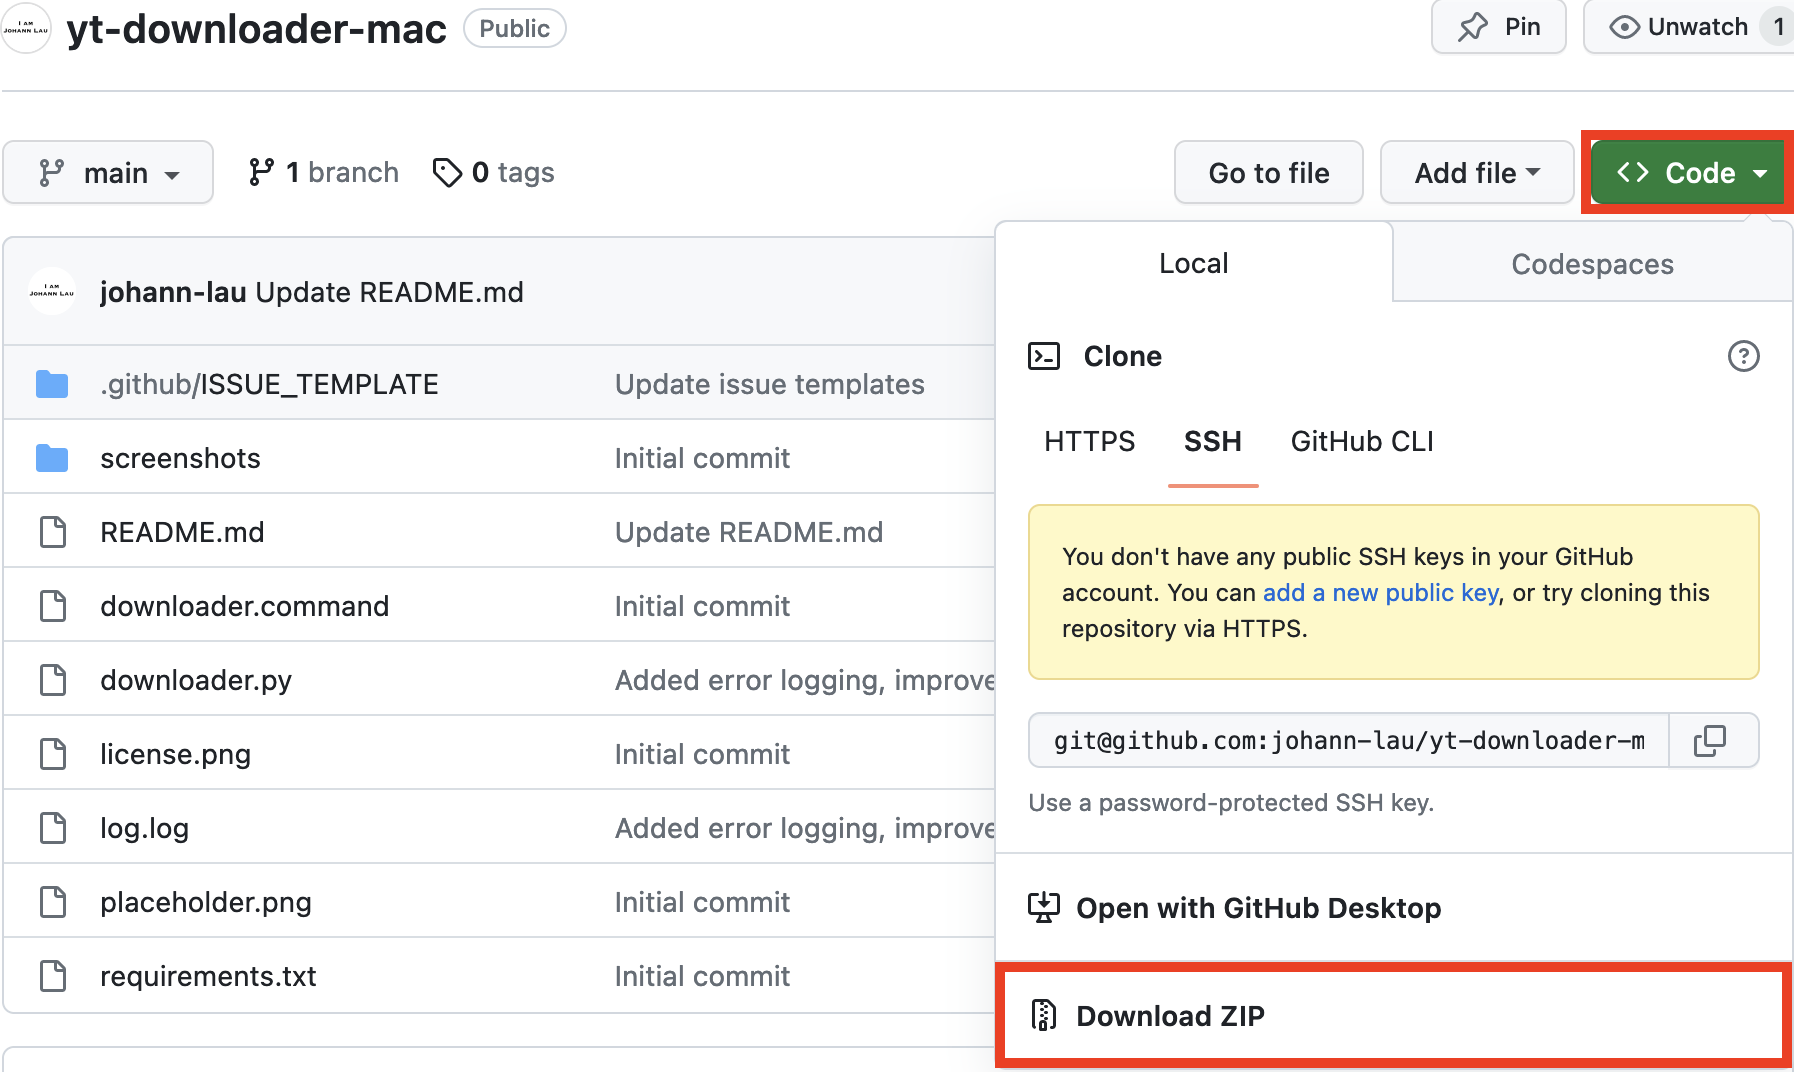 I AM
JOHANN LAU
yt-downloader-mac
Public
Pin
Unwatch 1
main
1 branch
0 tags
Go to file
Add file
Code
I AM
JOHANN LAU
johann-lau Update README.md
.github/ISSUE_TEMPLATE Update issue templates
screenshots Initial commit
README.md Update README.md
downloader.command Initial commit
downloader.py Added error logging, improve
license.png Initial commit
log.log Added error logging, improve
placeholder.png Initial commit
requirements.txt Initial commit
Local
Codespaces
Clone
HTTPS
SSH
GitHub CLI
You don't have any public SSH keys in your GitHub
account. You can add a new public key, or try cloning this
repository via HTTPS.
git@github.com:johann-lau/yt-downloader-m
Use a password-protected SSH key.
Open with GitHub Desktop
Download ZIP